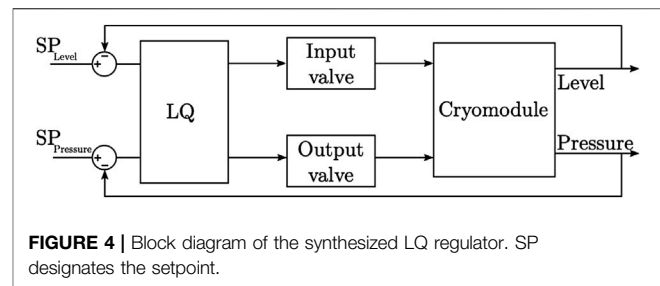 SP Level
+
−
LQ
Input
valve
Cryomodule
Level
SP Pressure
+
−
Output
valve
Pressure
FIGURE 4 | Block diagram of the synthesized LQ regulator. SP
designates the setpoint.